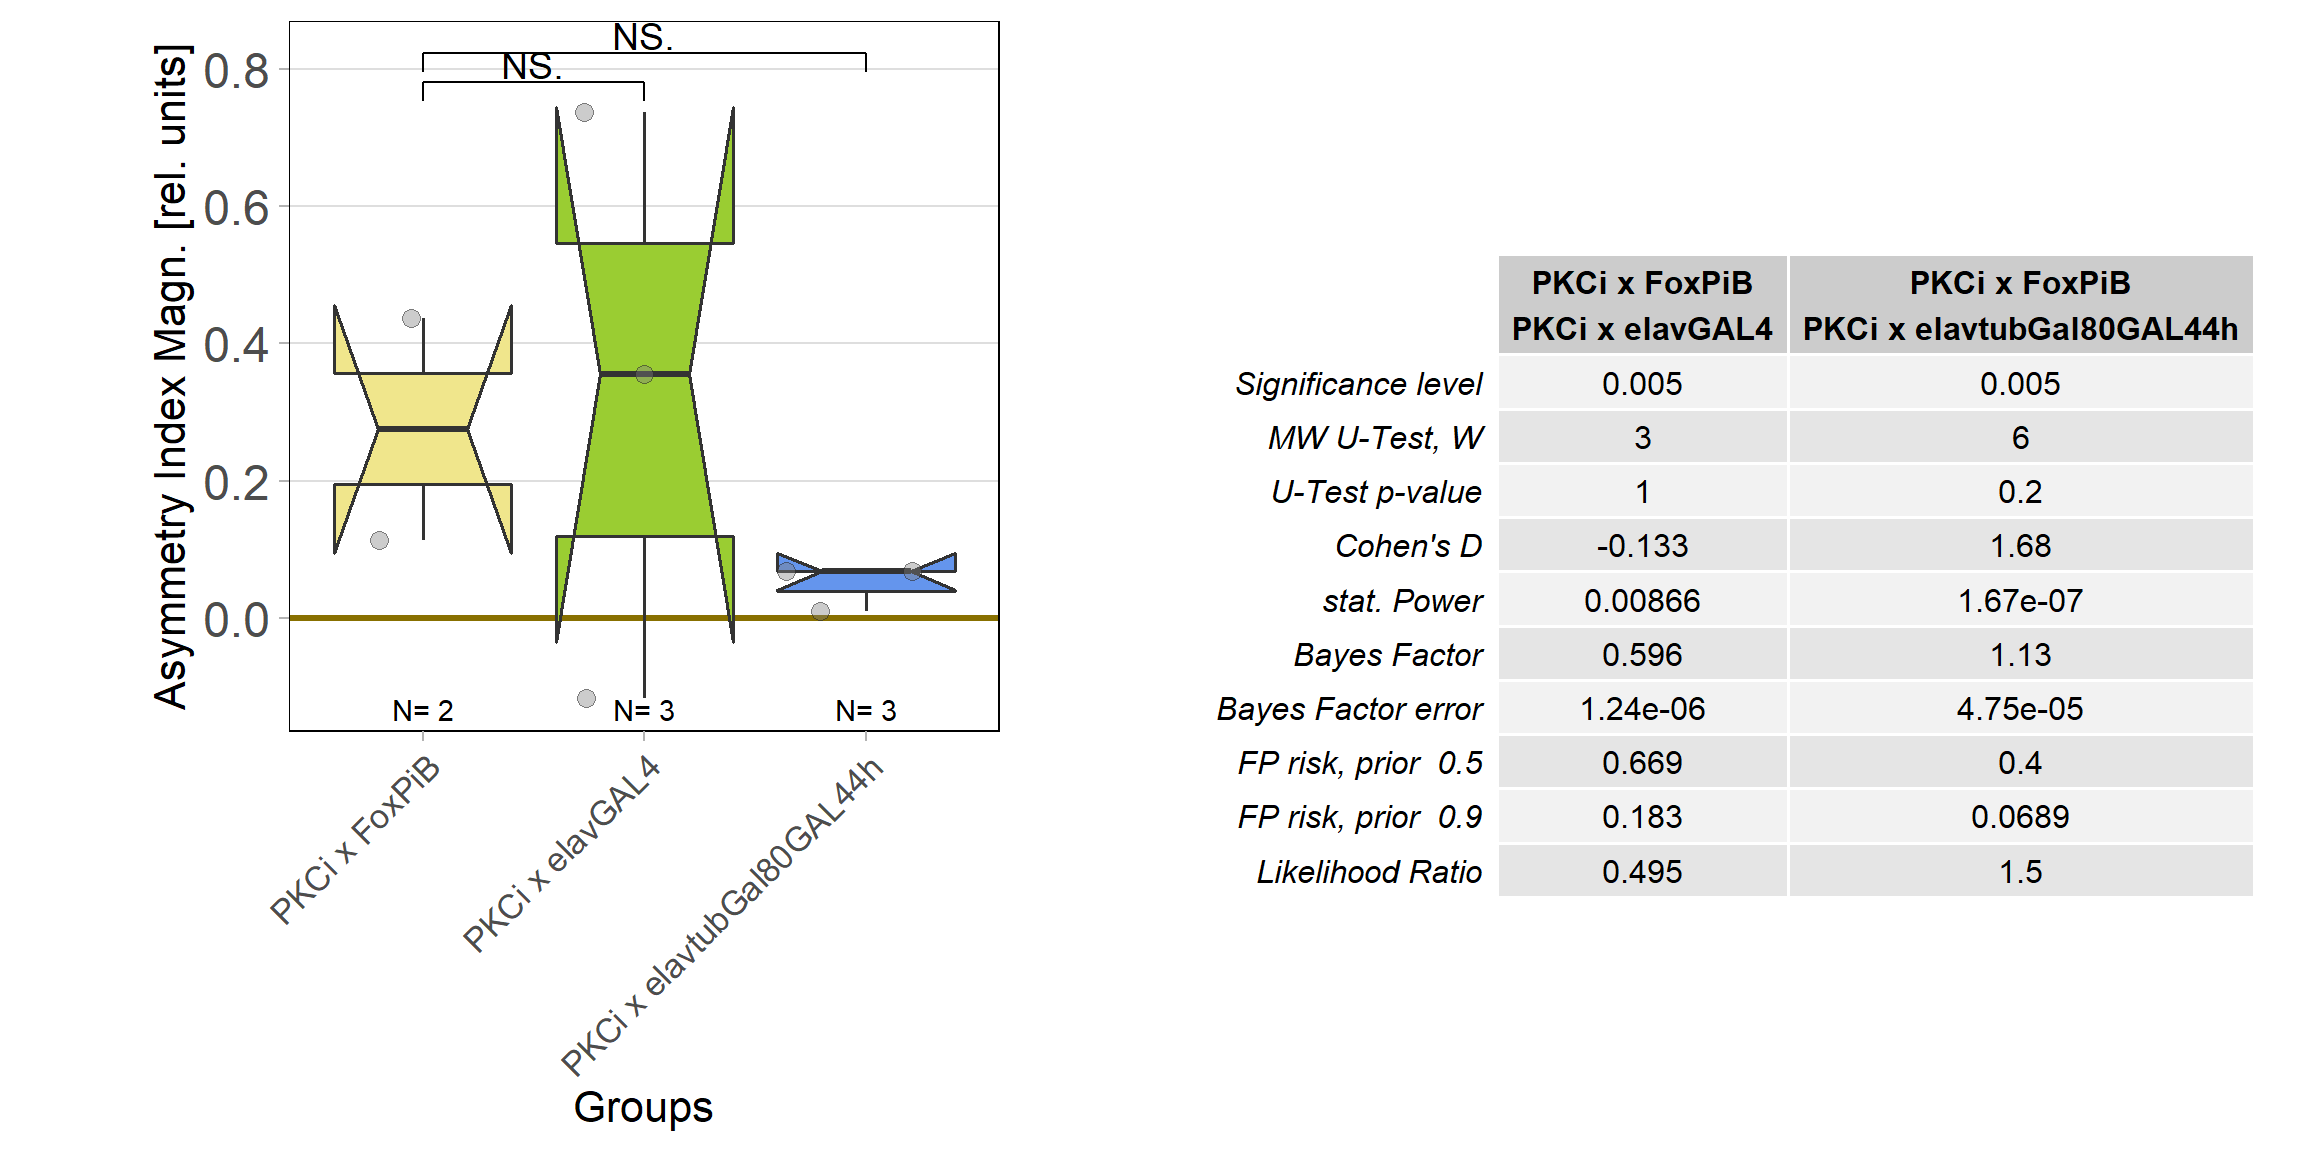 Asymmetry Index Magn. [rel. units]
0.8
0.6
0.4
0.2
0.0
NS.
NS.
N= 2
N= 3
N= 3
PKCi x FoxPiB
PKCi x elavGAL4
PKCi x elavtubGal80GAL44h
Groups
PKCi x FoxPiB PKCi x FoxPiB
PKCi x elavGAL4 PKCi x elavtubGal80GAL44h
Significance level 0.005 0.005
MW U-Test, W 3 6
U-Test p-value 1 0.2
Cohen's D -0.133 1.68
stat. Power 0.00866 1.67e-07
Bayes Factor 0.596 1.13
Bayes Factor error 1.24e-06 4.75e-05
FP risk, prior 0.5 0.669 0.4
FP risk, prior 0.9 0.183 0.0689
Likelihood Ratio 0.495 1.5